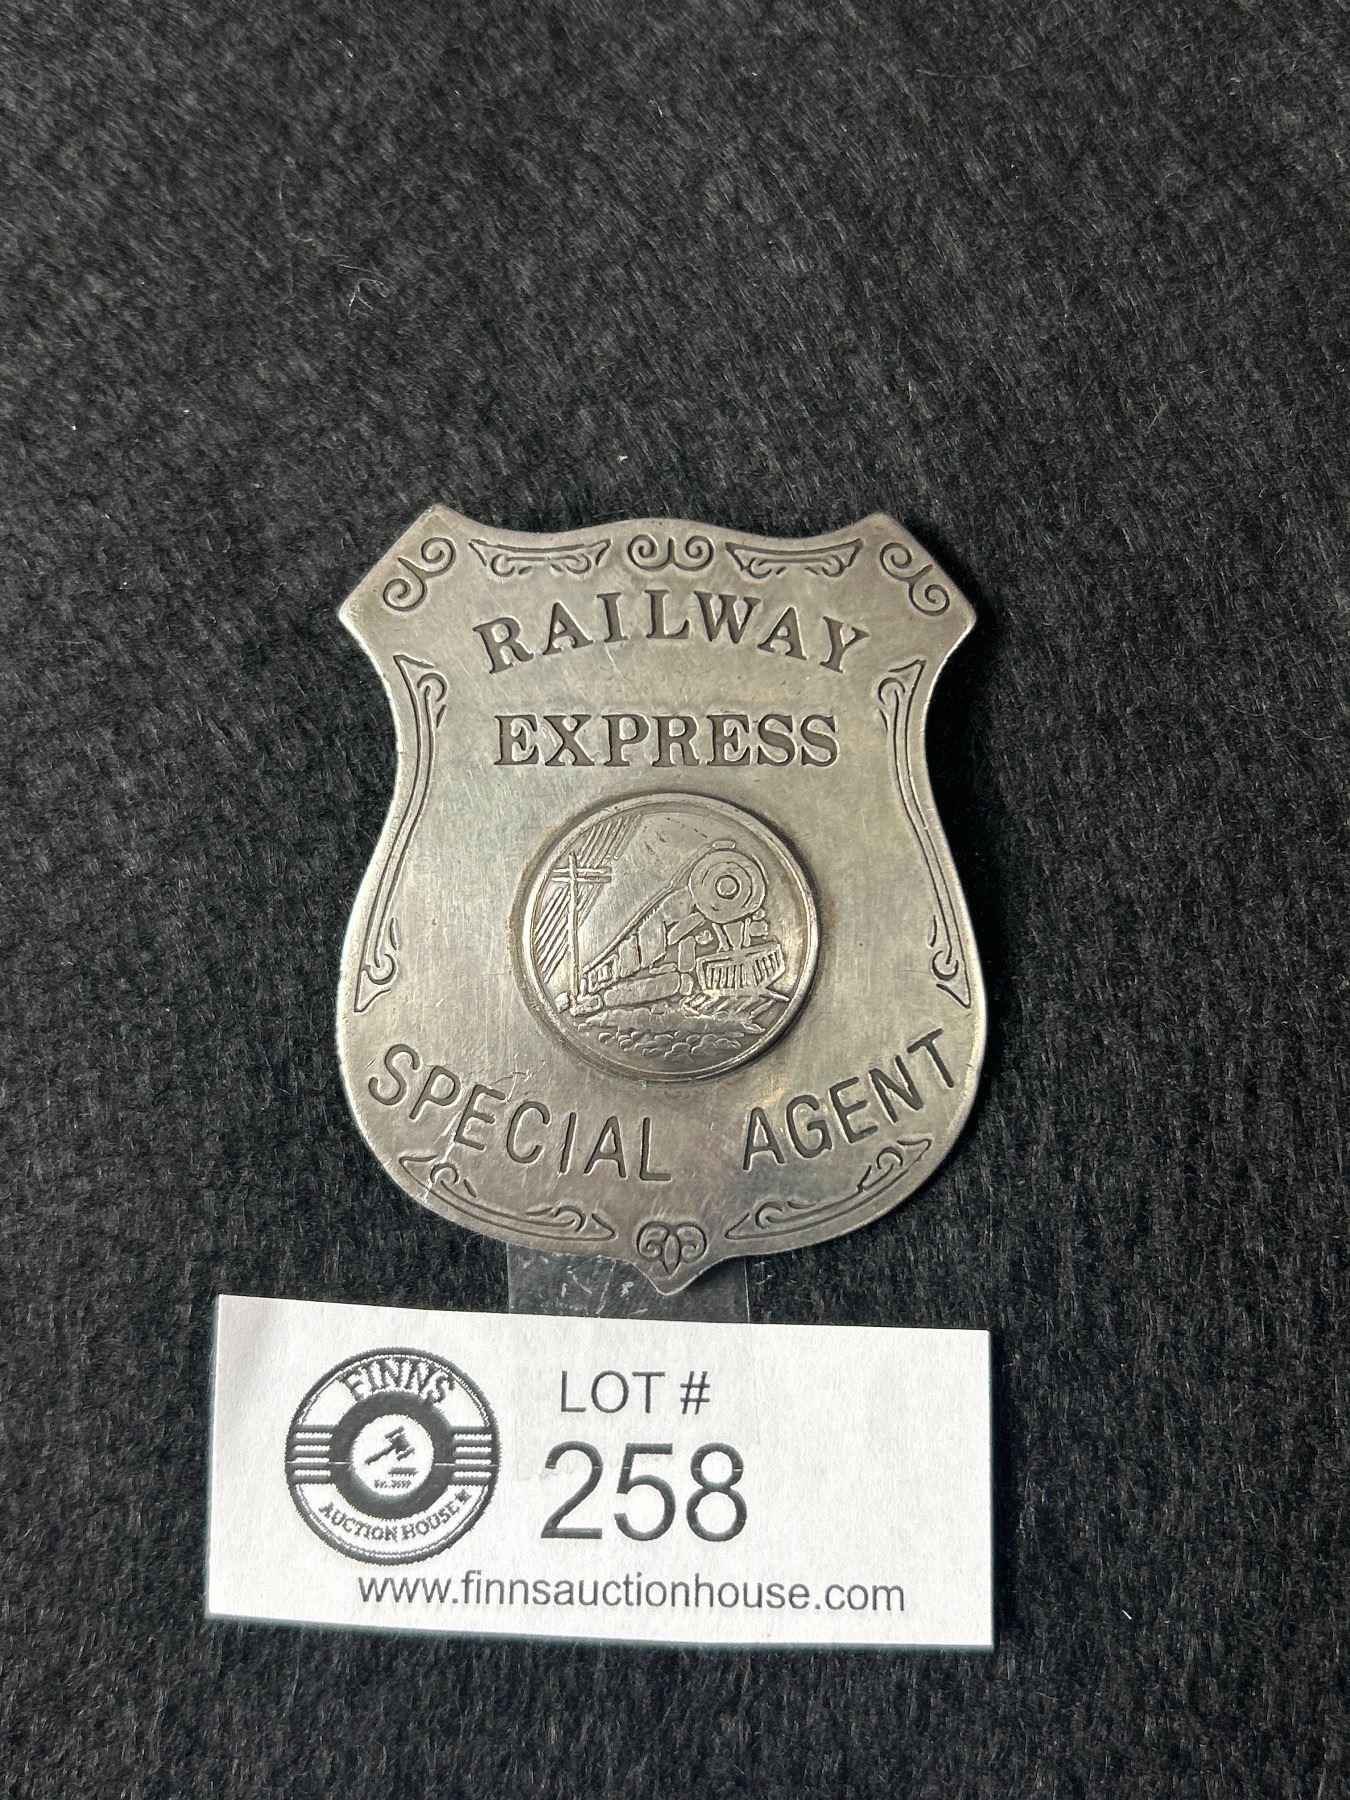 RAILWAY
EXPRESS
SPECIAL AGENT
FINNS
AUCTION HOUSE
LOT #
258
www.finnsauctionhouse.com